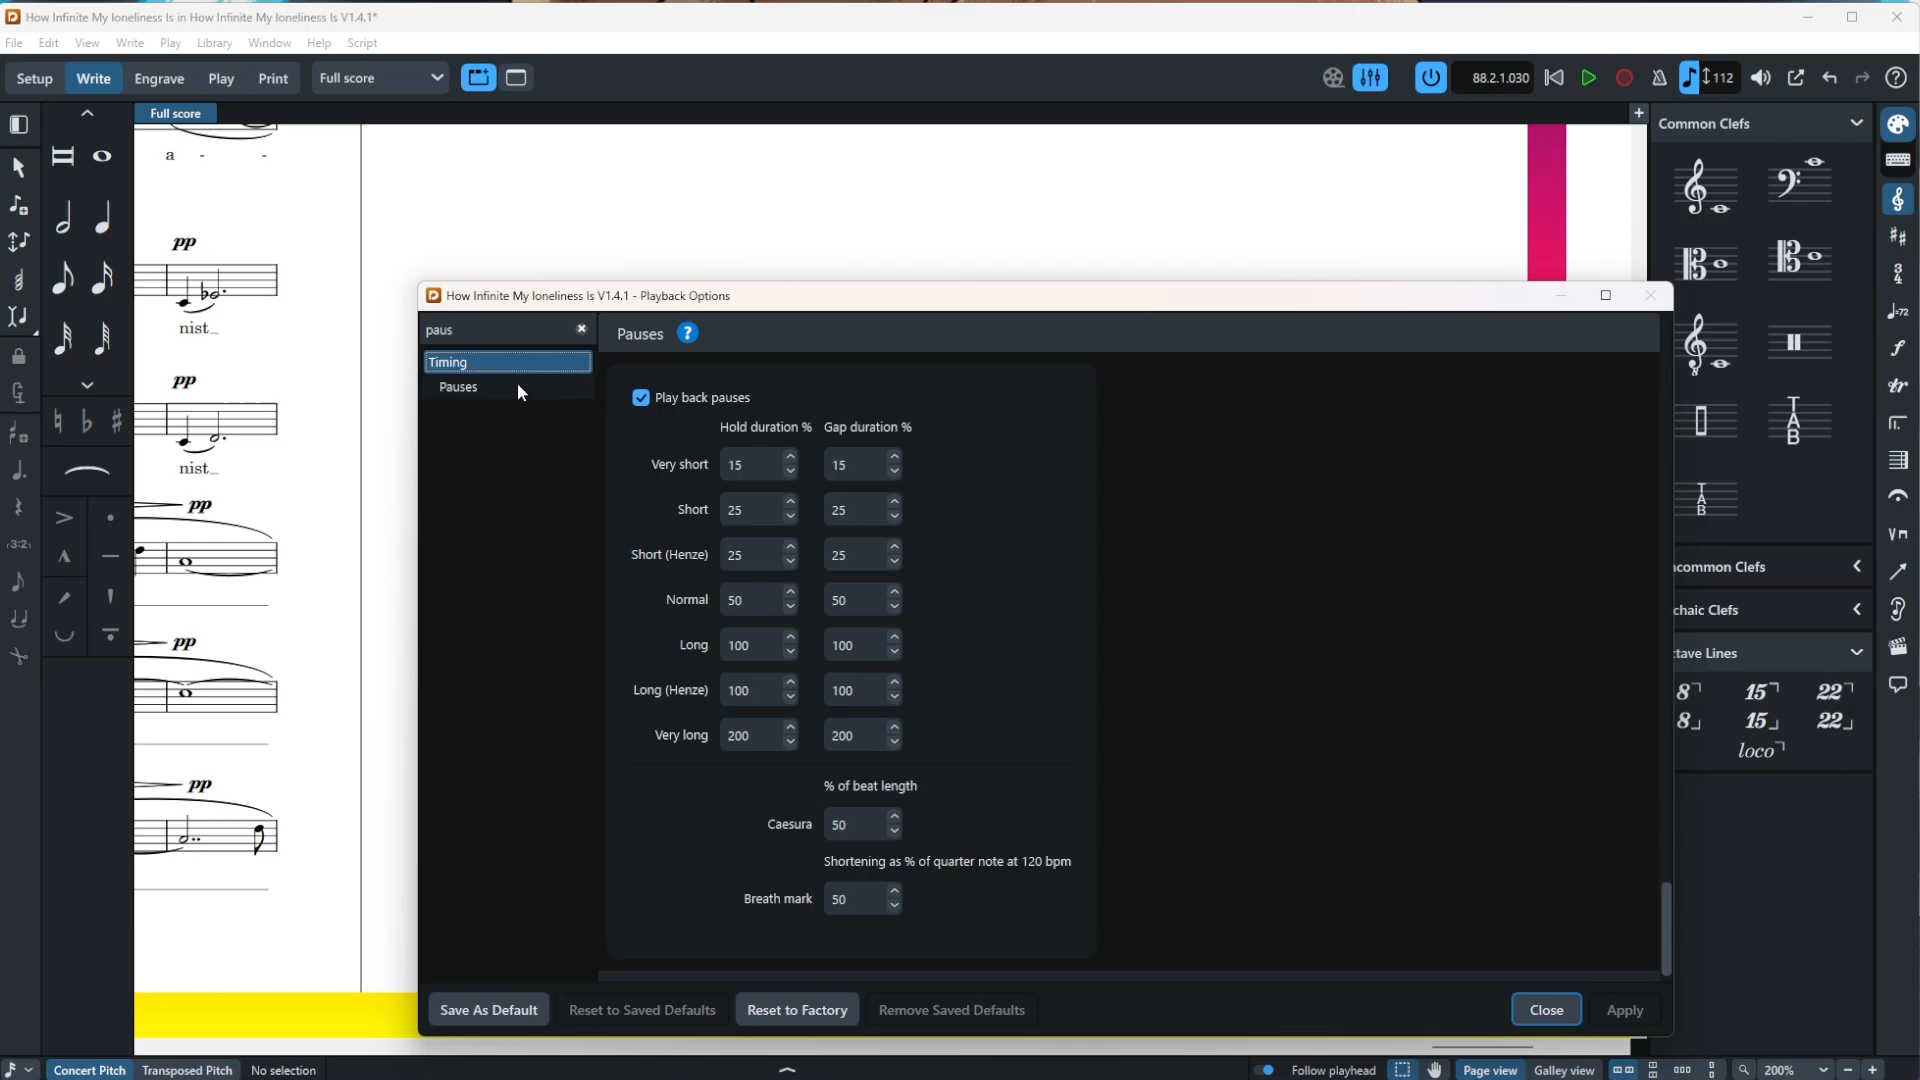 How Infinite My loneliness Is in How Infinite My loneliness Is V1.4.1*
File Edit View Write Play Library Window Help Script
Setup Write Engrave Play Print Full score 88.2.1.030 112
Full score
Common Clefs
a - -
pp
nist_
pp
nist_
pp
pp
pp
3:2
How Infinite My loneliness Is V1.4.1 - Playback Options
paus
Timing
Pauses
Pauses ?
Play back pauses
Hold duration % Gap duration %
Very short 15 15
Short 25 25
Short (Henze) 25 25
Normal 50 50
Long 100 100
Long (Henze) 100 100
Very long 200 200
% of beat length
Caesura 50
Shortening as % of quarter note at 120 bpm
Breath mark 50
Save As Default Reset to Saved Defaults Reset to Factory Remove Saved Defaults Close Apply
TAB
TAB
ncommon Clefs
chaic Clefs
tave Lines
8 15 22
8 15 22
loco
Concert Pitch Transposed Pitch No selection Follow playhead Page view Galley view 200%